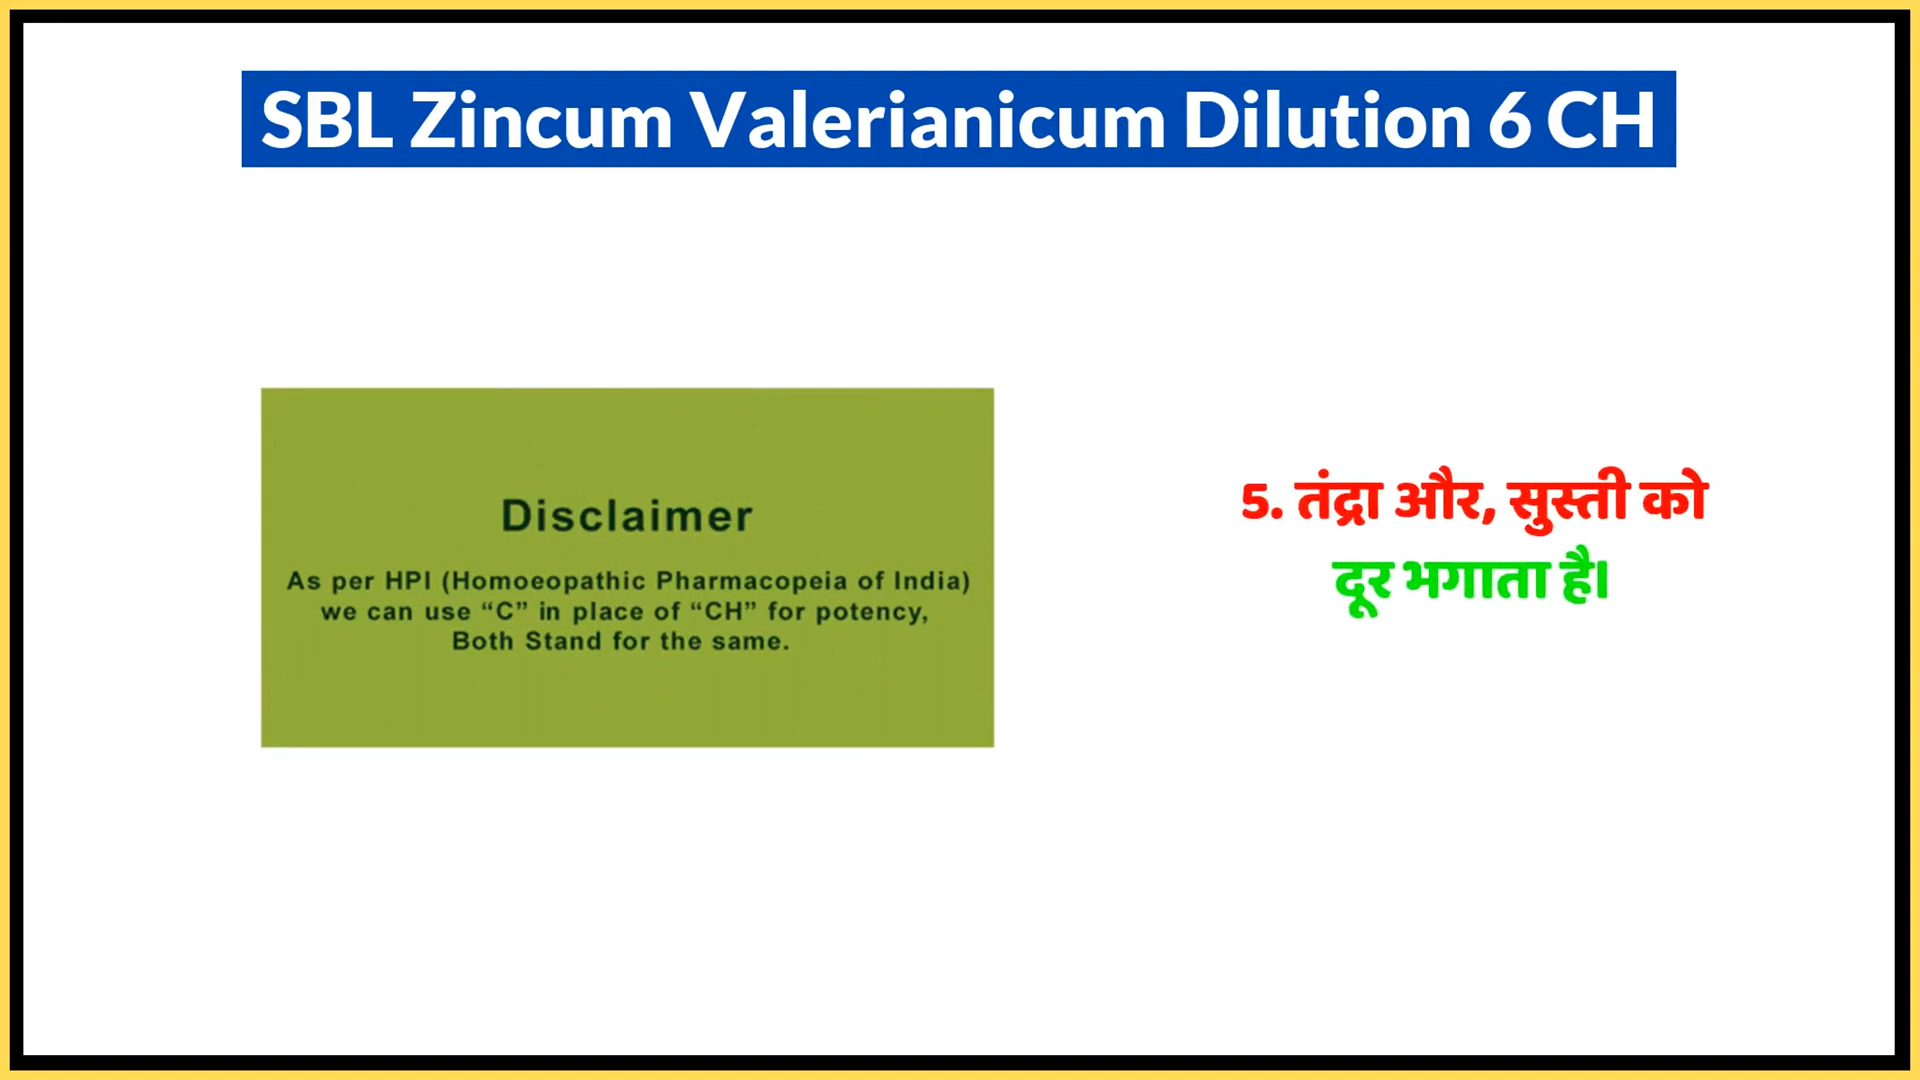 SBL Zincum Valerianicum Dilution 6 CH
Disclaimer
As per HPI (Homoeopathic Pharmacopeia of India)
we can use “C” in place of “CH” for potency,
Both Stand for the same.
5. तंद्रा और, सुस्ती को
दूर भगाता है।